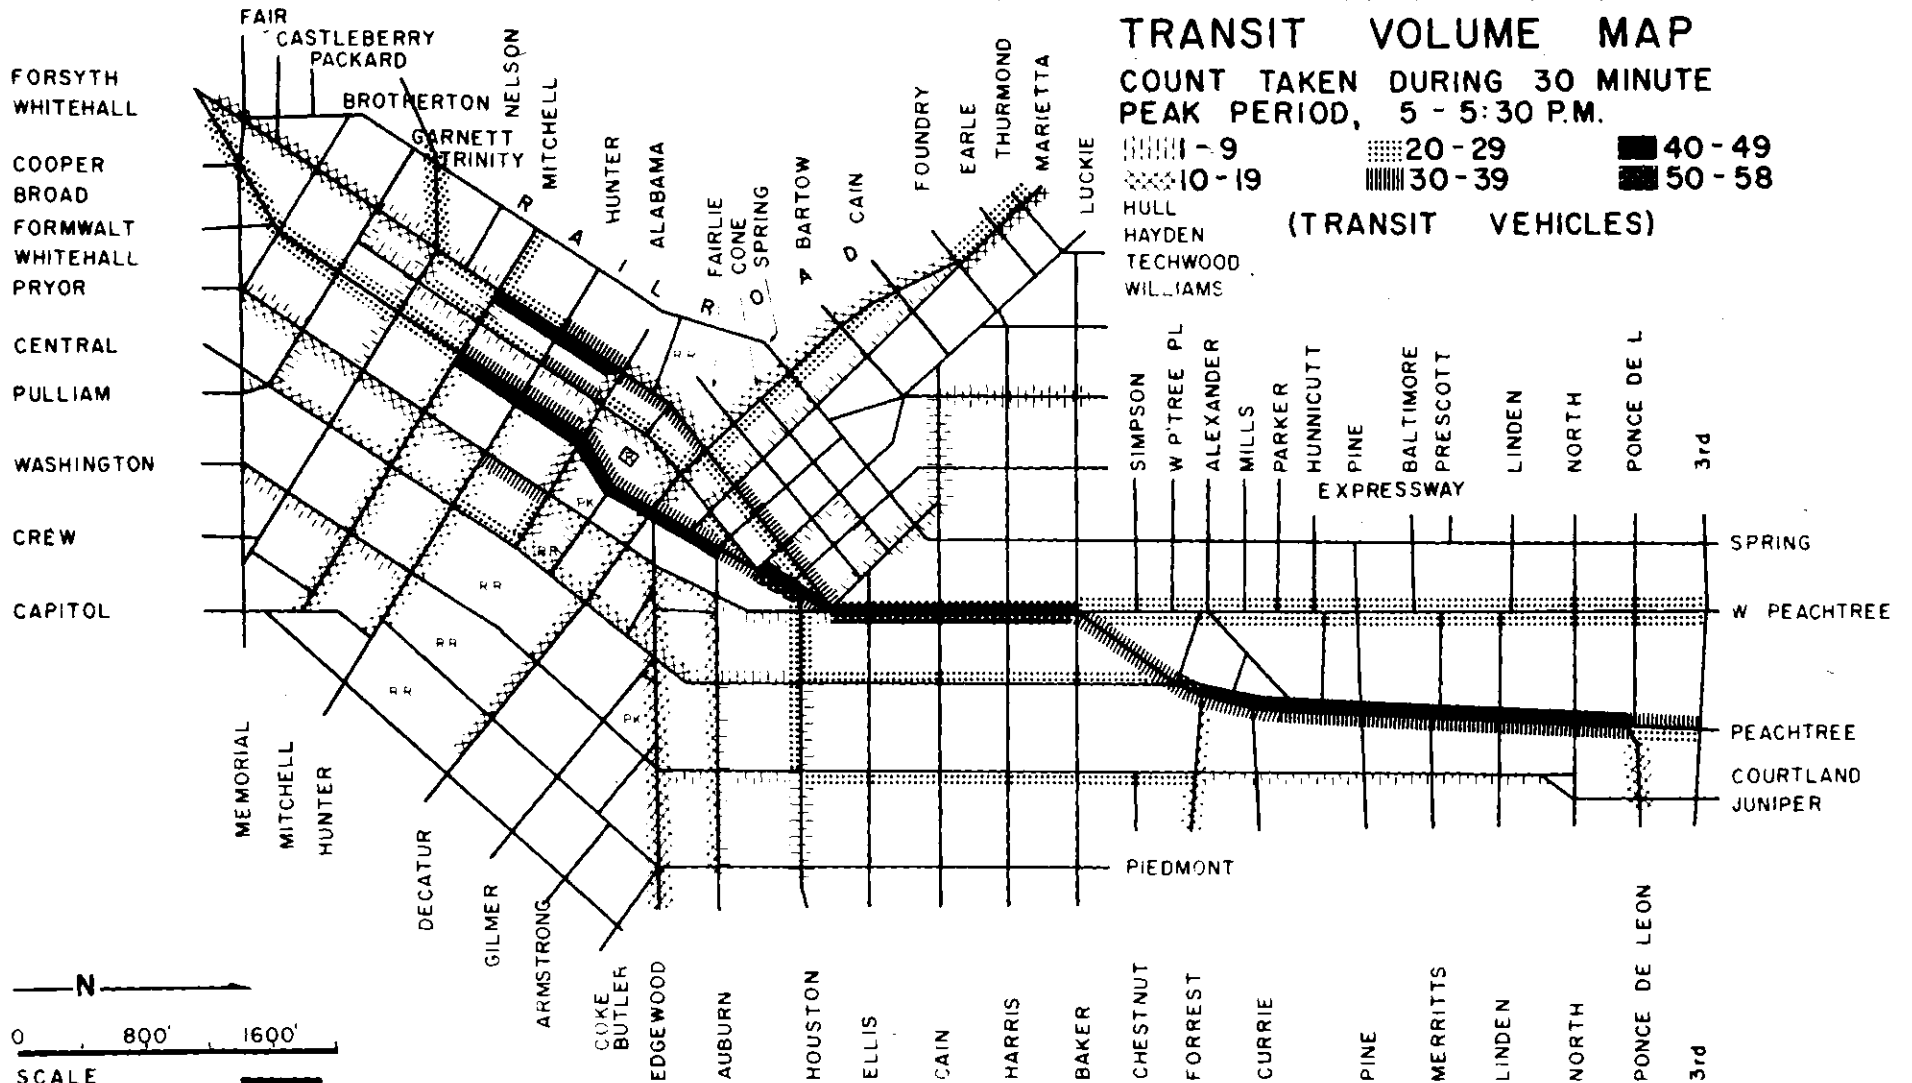 TRANSIT VOLUME MAP
COUNT TAKEN DURING 30 MINUTE
PEAK PERIOD, 5 - 5:30 P.M.
1 - 9
20 - 29
40 - 49
10 - 19
30 - 39
50 - 58
(TRANSIT VEHICLES)
HULL
HAYDEN
TECHWOOD
WILLIAMS
FAIR
CASTLEBERRY
PACKARD
BROTHERTON
GARNETT
TRINITY
NELSON
MITCHELL
HUNTER
ALABAMA
FAIRLIE
CONE
SPRING
BARTOW
CAIN
FOUNDRY
EARLE
THURMOND
MARIETTA
LUCKIE
RAILROAD
FORSYTH
WHITEHALL
COOPER
BROAD
FORMWALT
WHITEHALL
PRYOR
CENTRAL
PULLIAM
WASHINGTON
CREW
CAPITOL
RR
PK
RR
RR
RR
RR
PK
SIMPSON
W P'TREE PL
ALEXANDER
MILLS
PARKER
HUNNICUTT
PINE
BALTIMORE
PRESCOTT
LINDEN
NORTH
PONCE DE L
3rd
EXPRESSWAY
SPRING
W PEACHTREE
PEACHTREE
COURTLAND
JUNIPER
PIEDMONT
MEMORIAL
MITCHELL
HUNTER
DECATUR
GILMER
ARMSTRONG
COKE
BUTLER
EDGEWOOD
AUBURN
HOUSTON
ELLIS
CAIN
HARRIS
BAKER
CHESTNUT
FORREST
CURRIE
PINE
MERRITTS
LINDEN
NORTH
PONCE DE LEON
3rd
N
0 800' 1600'
SCALE